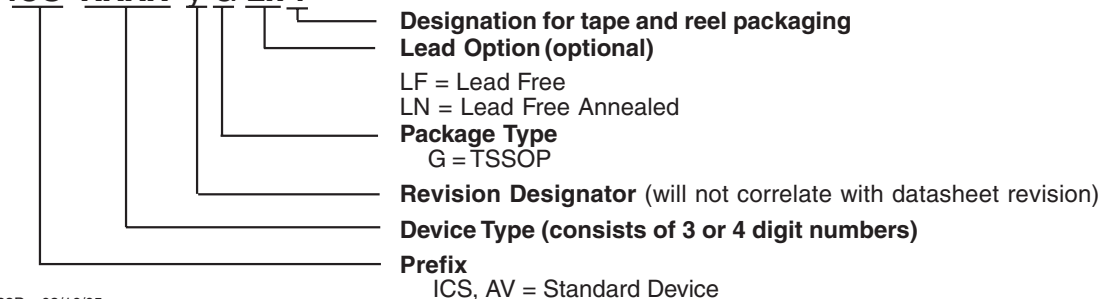 Designation for tape and reel packaging
Lead Option (optional)
LF = Lead Free
LN = Lead Free Annealed
Package Type
G = TSSOP
Revision Designator (will not correlate with datasheet revision)
Device Type (consists of 3 or 4 digit numbers)
Prefix
ICS, AV = Standard Device